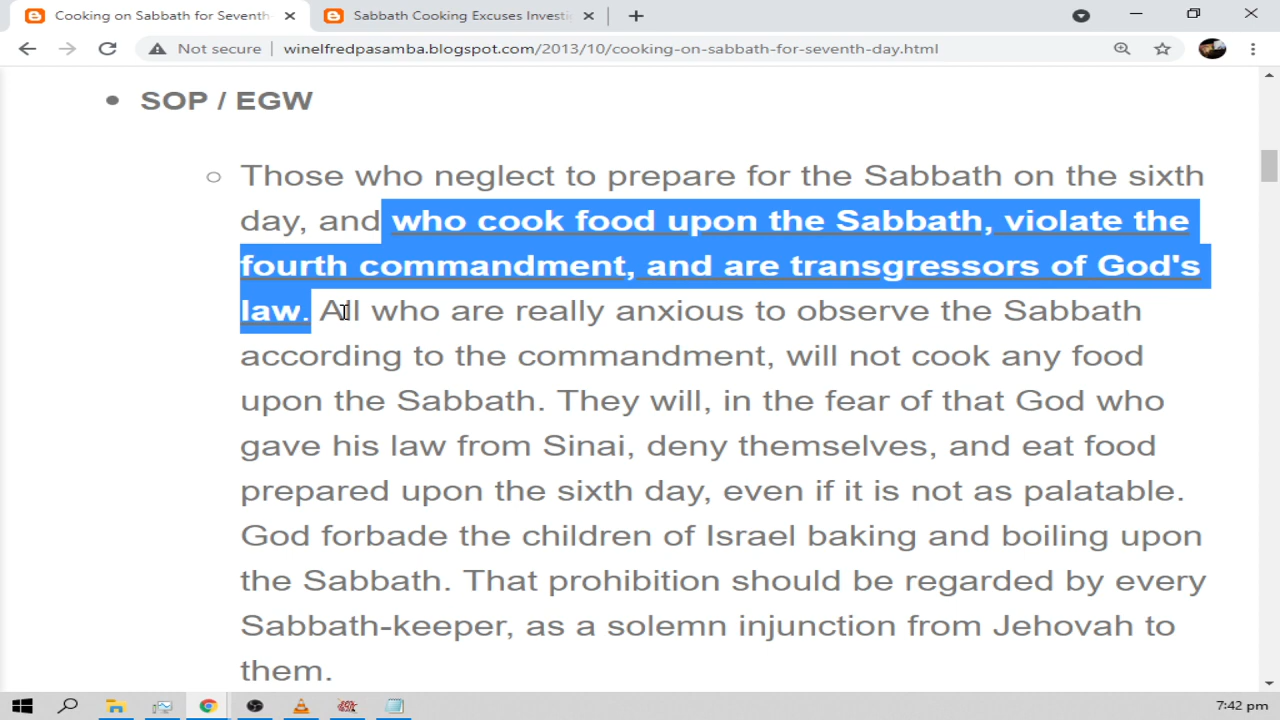 Cooking on Sabbath for Seventh-
Sabbath Cooking Excuses Investi
Not secure
winelfredpasamba.blogspot.com/2013/10/cooking-on-sabbath-for-seventh-day.html
SOP / EGW
Those who neglect to prepare for the Sabbath on the sixth
day, and who cook food upon the Sabbath, violate the
fourth commandment, and are transgressors of God's
law. All who are really anxious to observe the Sabbath
according to the commandment, will not cook any food
upon the Sabbath. They will, in the fear of that God who
gave his law from Sinai, deny themselves, and eat food
prepared upon the sixth day, even if it is not as palatable.
God forbade the children of Israel baking and boiling upon
the Sabbath. That prohibition should be regarded by every
Sabbath-keeper, as a solemn injunction from Jehovah to
them.
7:42 pm